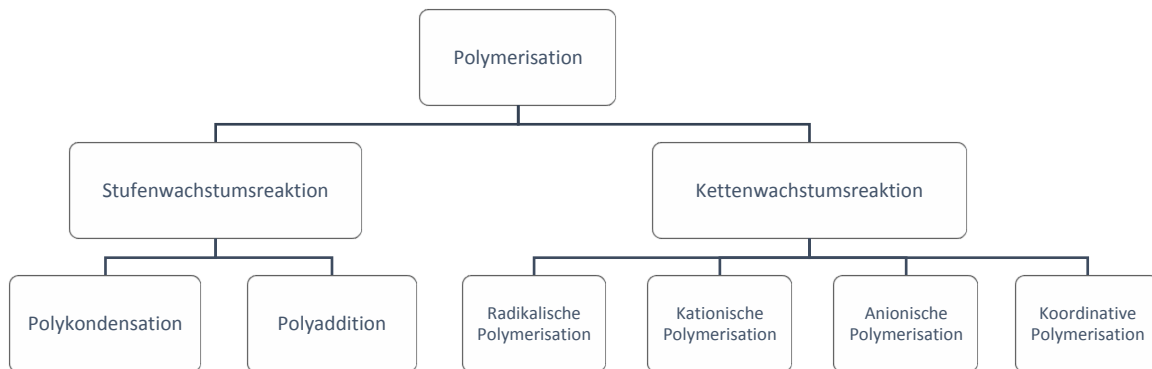 Polymerisation
Stufenwachstumsreaktion
Kettenwachstumsreaktion
Polykondensation
Polyaddition
Radikalische
Polymerisation
Kationische
Polymerisation
Anionische
Polymerisation
Koordinative
Polymerisation